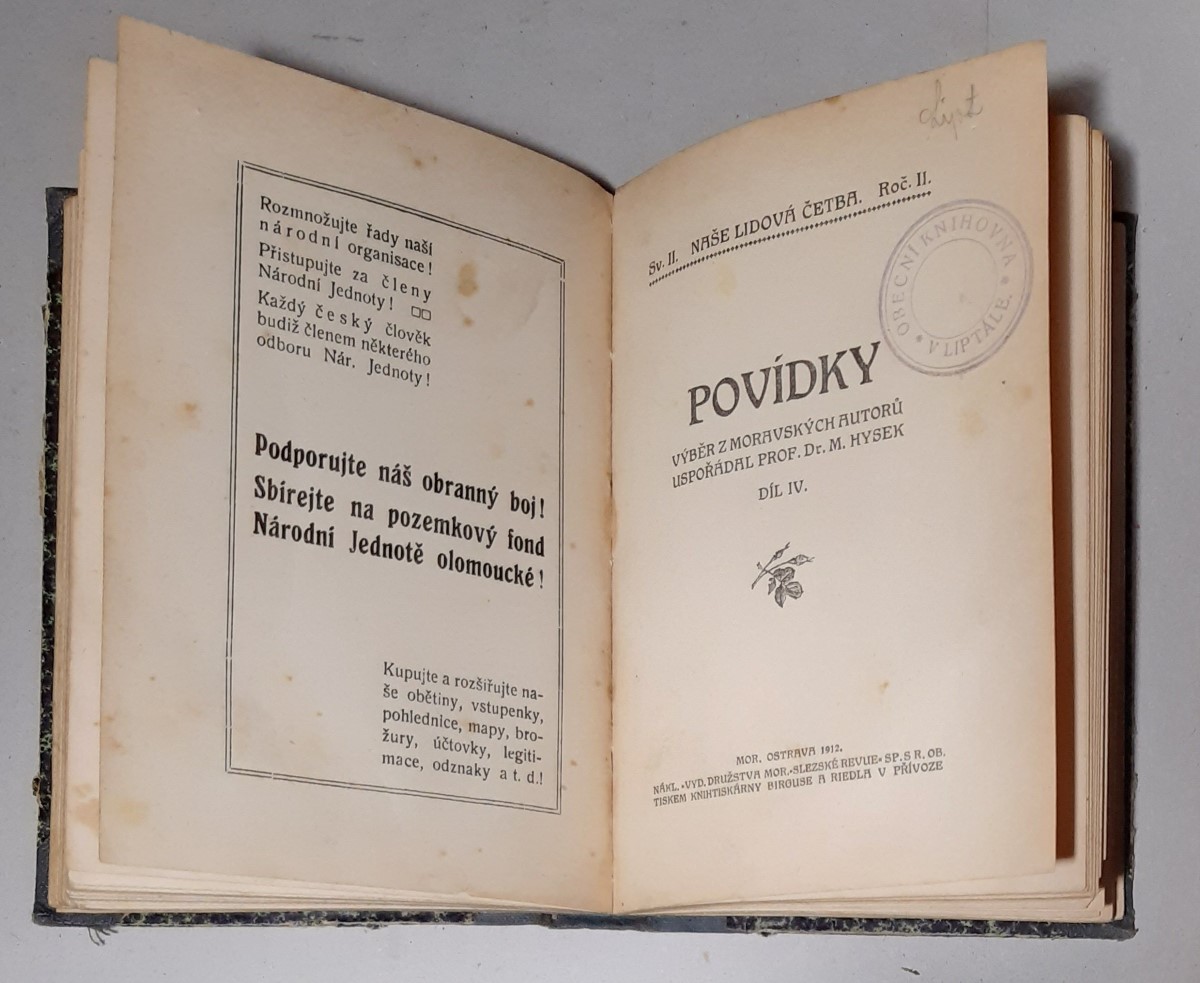 Rozmnožujte řady naší
národní organisace!
Přistupujte za členy
Národní Jednoty!
Každý český člověk
budiž členem některého
odboru Nár. Jednoty!
Podporujte náš obranný boj!
Sbírejte na pozemkový fond
Národní Jednotě olomoucké!
Kupujte a rozšiřujte na-
še obětiny, vstupenky,
pohlednice, mapy, bro-
žury, účtovky, legiti-
mace, odznaky a t. d.!
Sv. II. NAŠE LIDOVÁ ČETBA. Roč. II.
OBECNÍ KNIHOVNA
* V LIPTÁLE. *
POVÍDKY
VÝBĚR Z MORAVSKÝCH AUTORŮ
USPOŘÁDAL PROF. Dr. M. HYSEK
DÍL IV.
MOR. OSTRAVA 1912.
NÁKL. »VYD. DRUŽSTVA MOR.-SLEZSKÉ REVUE« SP. S R. OB.
TISKEM KNIHTISKÁRNY BIROUSE A RIEDLA V PŘÍVOZE